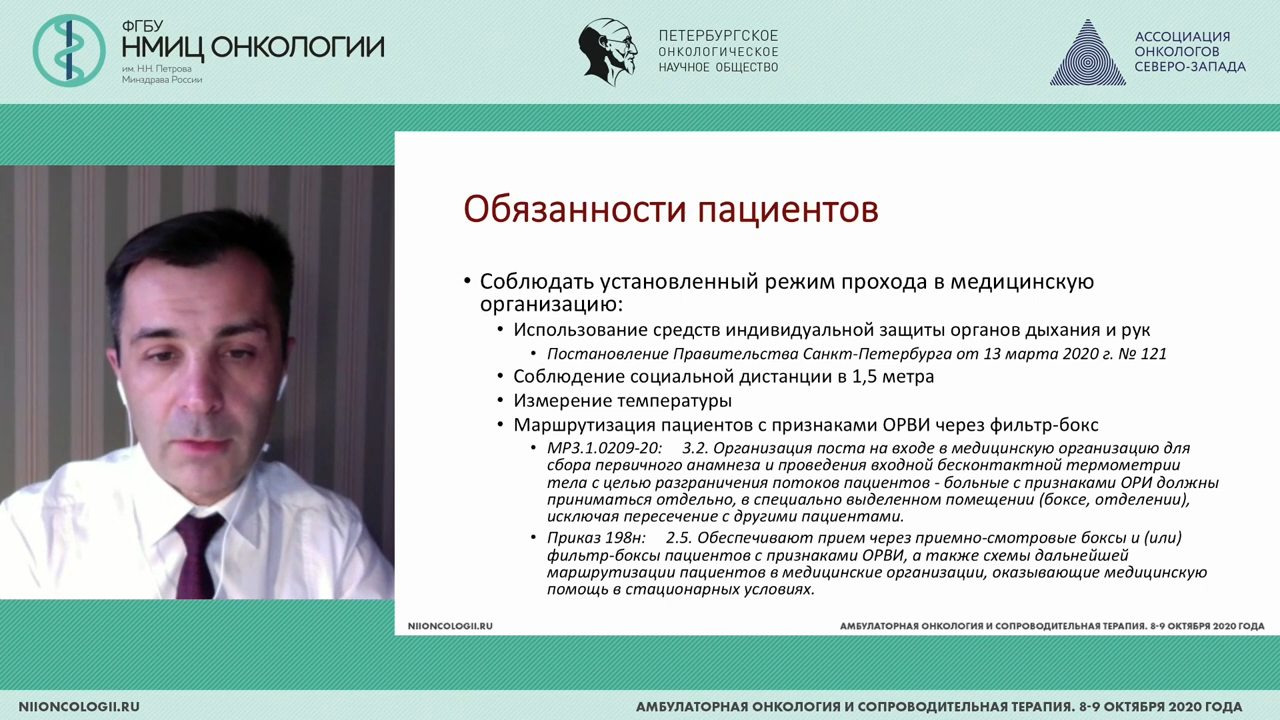 ФГБУ
НМИЦ ОНКОЛОГИИ
им. Н.Н. Петрова
Минздрава России
ПЕТЕРБУРГСКОЕ
ОНКОЛОГИЧЕСКОЕ
НАУЧНОЕ ОБЩЕСТВО
АССОЦИАЦИЯ
ОНКОЛОГОВ
СЕВЕРО-ЗАПАДА
Обязанности пациентов
• Соблюдать установленный режим прохода в медицинскую
организацию:
• Использование средств индивидуальной защиты органов дыхания и рук
• Постановление Правительства Санкт-Петербурга от 13 марта 2020 г. № 121
• Соблюдение социальной дистанции в 1,5 метра
• Измерение температуры
• Маршрутизация пациентов с признаками ОРВИ через фильтр-бокс
• МР3.1.0209-20: 3.2. Организация поста на входе в медицинскую организацию для
сбора первичного анамнеза и проведения входной бесконтактной термометрии
тела с целью разграничения потоков пациентов - больные с признаками ОРИ должны
приниматься отдельно, в специально выделенном помещении (боксе, отделении),
исключая пересечение с другими пациентами.
• Приказ 198н: 2.5. Обеспечивают прием через приемно-смотровые боксы и (или)
фильтр-боксы пациентов с признаками ОРВИ, а также схемы дальнейшей
маршрутизации пациентов в медицинские организации, оказывающие медицинскую
помощь в стационарных условиях.
NIIONCOLOGII.RU
АМБУЛАТОРНАЯ ОНКОЛОГИЯ И СОПРОВОДИТЕЛЬНАЯ ТЕРАПИЯ. 8-9 ОКТЯБРЯ 2020 ГОДА
NIIONCOLOGII.RU
АМБУЛАТОРНАЯ ОНКОЛОГИЯ И СОПРОВОДИТЕЛЬНАЯ ТЕРАПИЯ. 8-9 ОКТЯБРЯ 2020 ГОДА